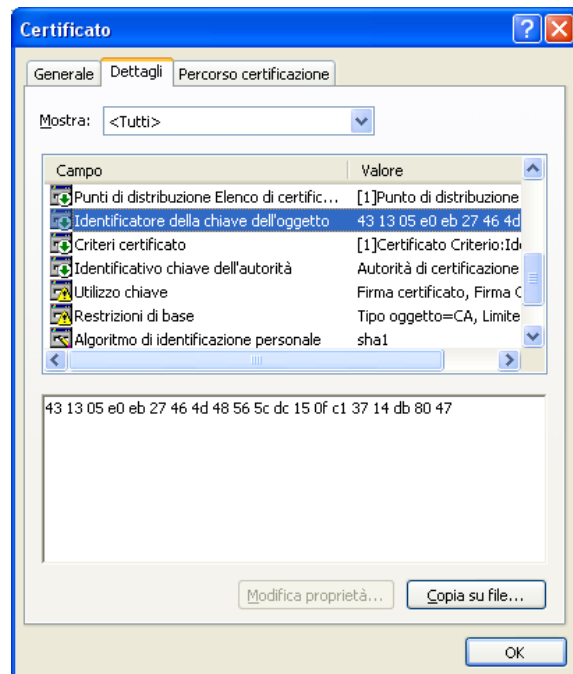 Certificato
Generale Dettagli Percorso certificazione
Mostra: <Tutti>
Campo Valore
Punti di distribuzione Elenco di certific... [1]Punto di distribuzione
Identificatore della chiave dell'oggetto 43 13 05 e0 eb 27 46 4d
Criteri certificato [1]Certificato Criterio:Id
Identificativo chiave dell'autorità Autorità di certificazione
Utilizzo chiave Firma certificato, Firma C
Restrizioni di base Tipo oggetto=CA, Limite
Algoritmo di identificazione personale sha1
43 13 05 e0 eb 27 46 4d 48 56 5c dc 15 0f c1 37 14 db 80 47
Modifica proprietà... Copia su file...
OK